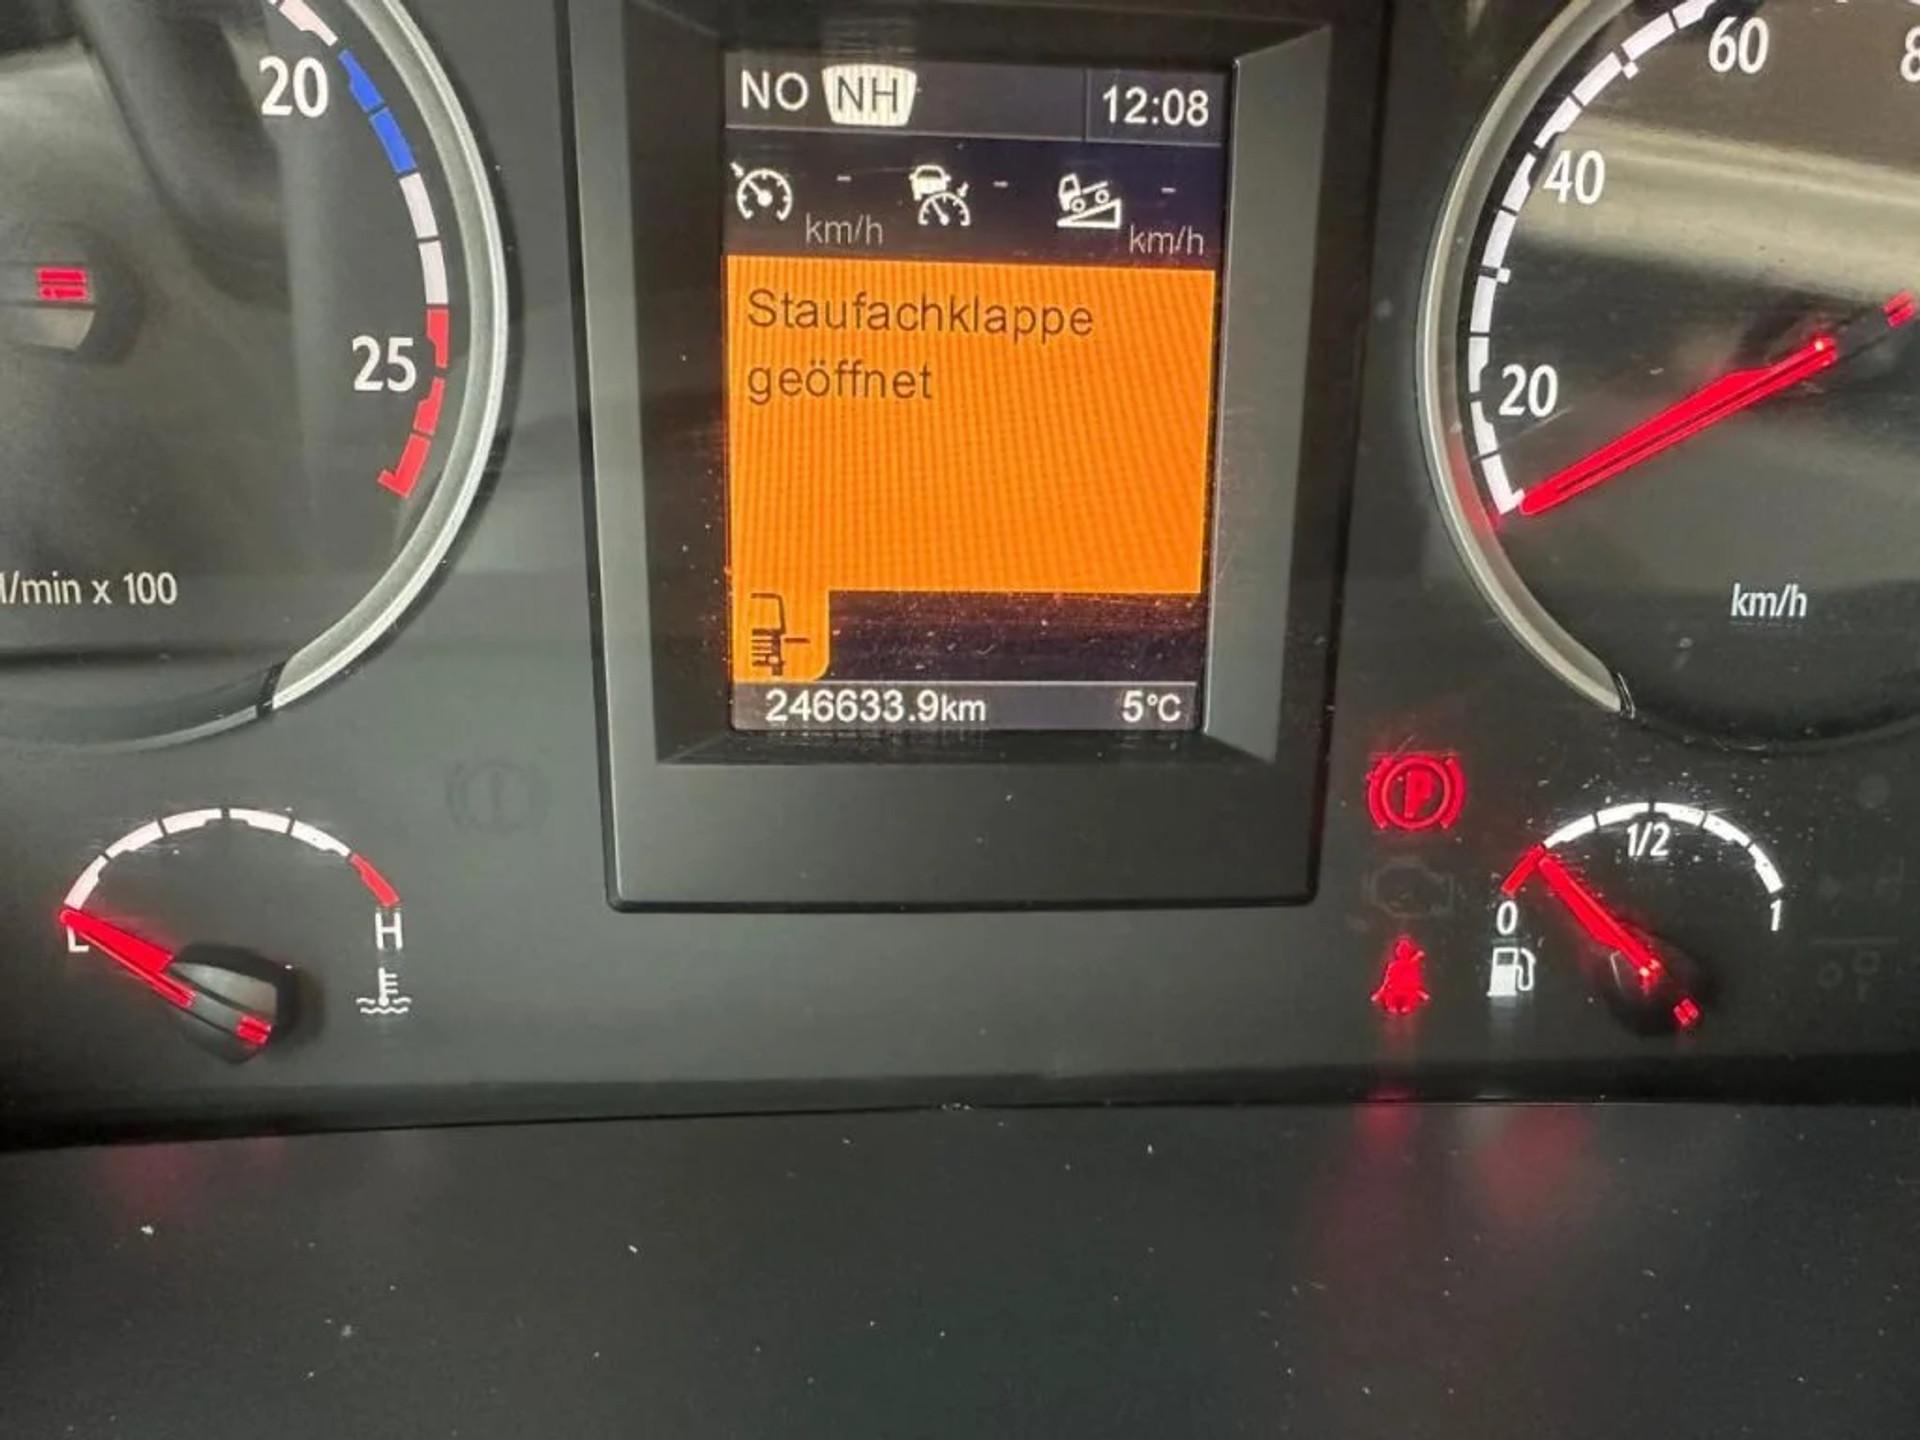 NO NH 12:08
- - -
km/h km/h
Staufachklappe
geöffnet
246633.9km 5°C
20
25
/min x 100
60
40
20
km/h
L H
P
0 1/2 1